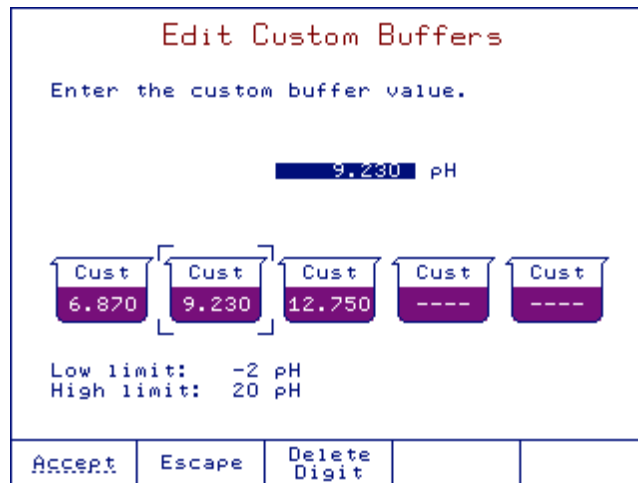 Edit Custom Buffers
Enter the custom buffer value.
9.230 pH
Cust Cust Cust Cust Cust
6.870 9.230 12.750 ---- ----
Low limit: -2 pH
High limit: 20 pH
Accept Escape Delete Digit